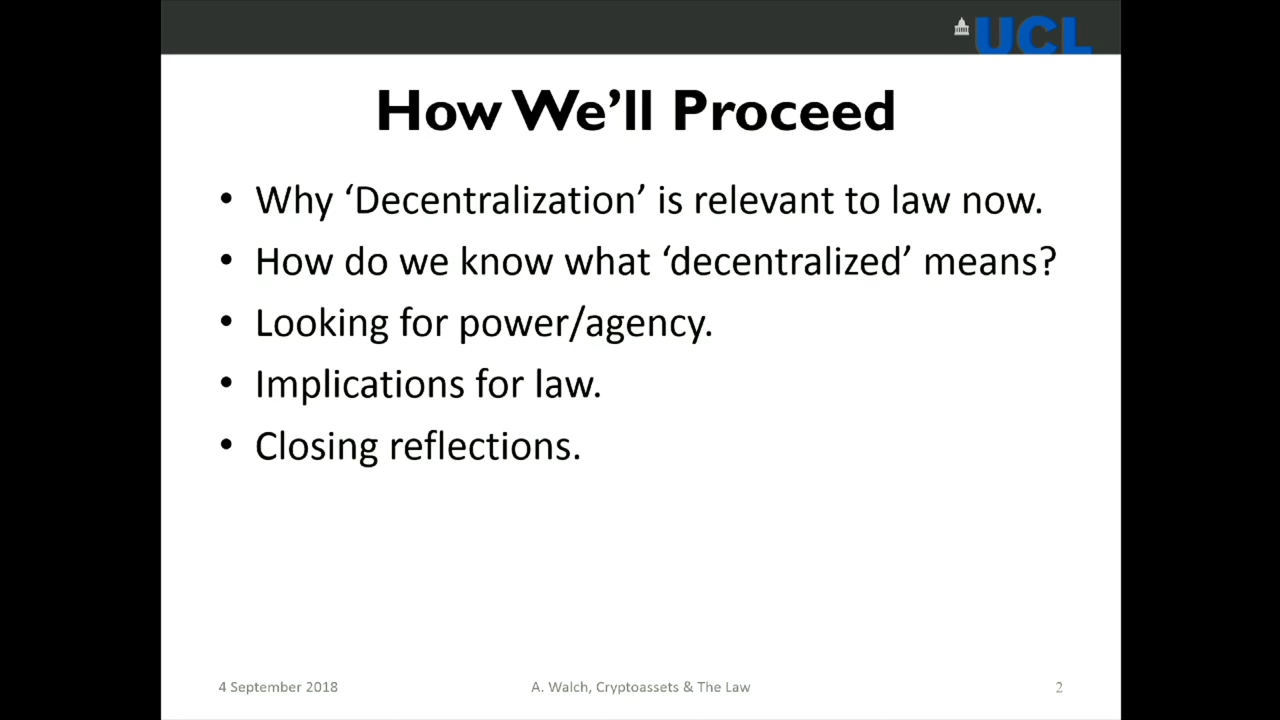 UCL
How We’ll Proceed
• Why ‘Decentralization’ is relevant to law now.
• How do we know what ‘decentralized’ means?
• Looking for power/agency.
• Implications for law.
• Closing reflections.
4 September 2018
A. Walch, Cryptoassets & The Law
2